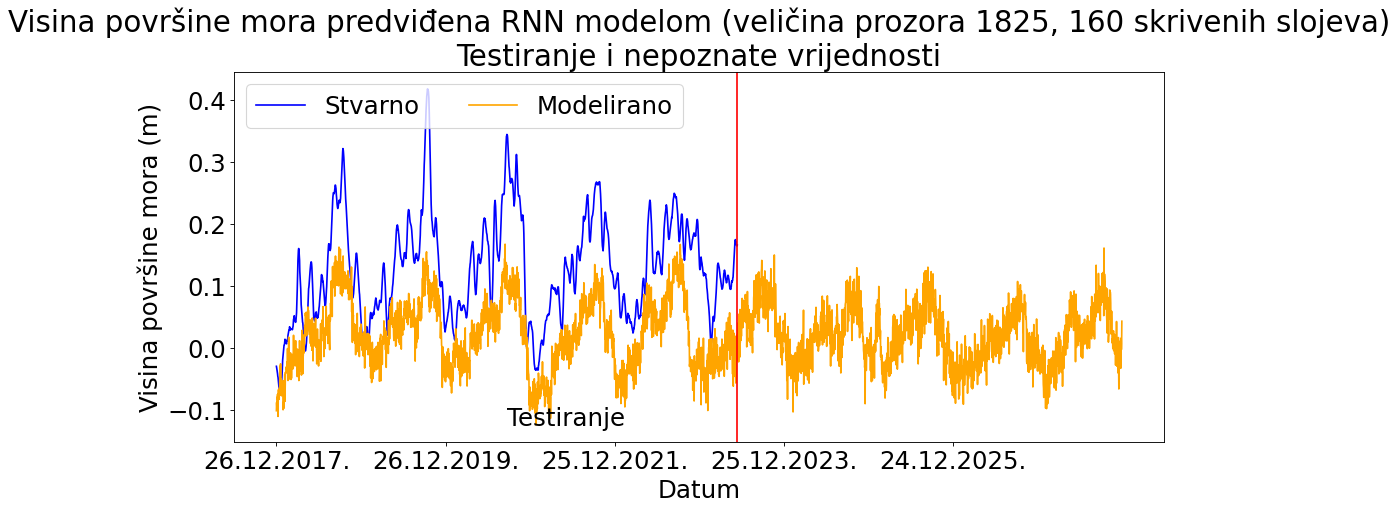 Visina površine mora predviđena RNN modelom (veličina prozora 1825, 160 skrivenih slojeva)
Testiranje i nepoznate vrijednosti
Stvarno
Modelirano
Visina površine mora (m)
0.4
0.3
0.2
0.1
0.0
−0.1
Testiranje
26.12.2017.
26.12.2019.
25.12.2021.
25.12.2023.
24.12.2025.
Datum